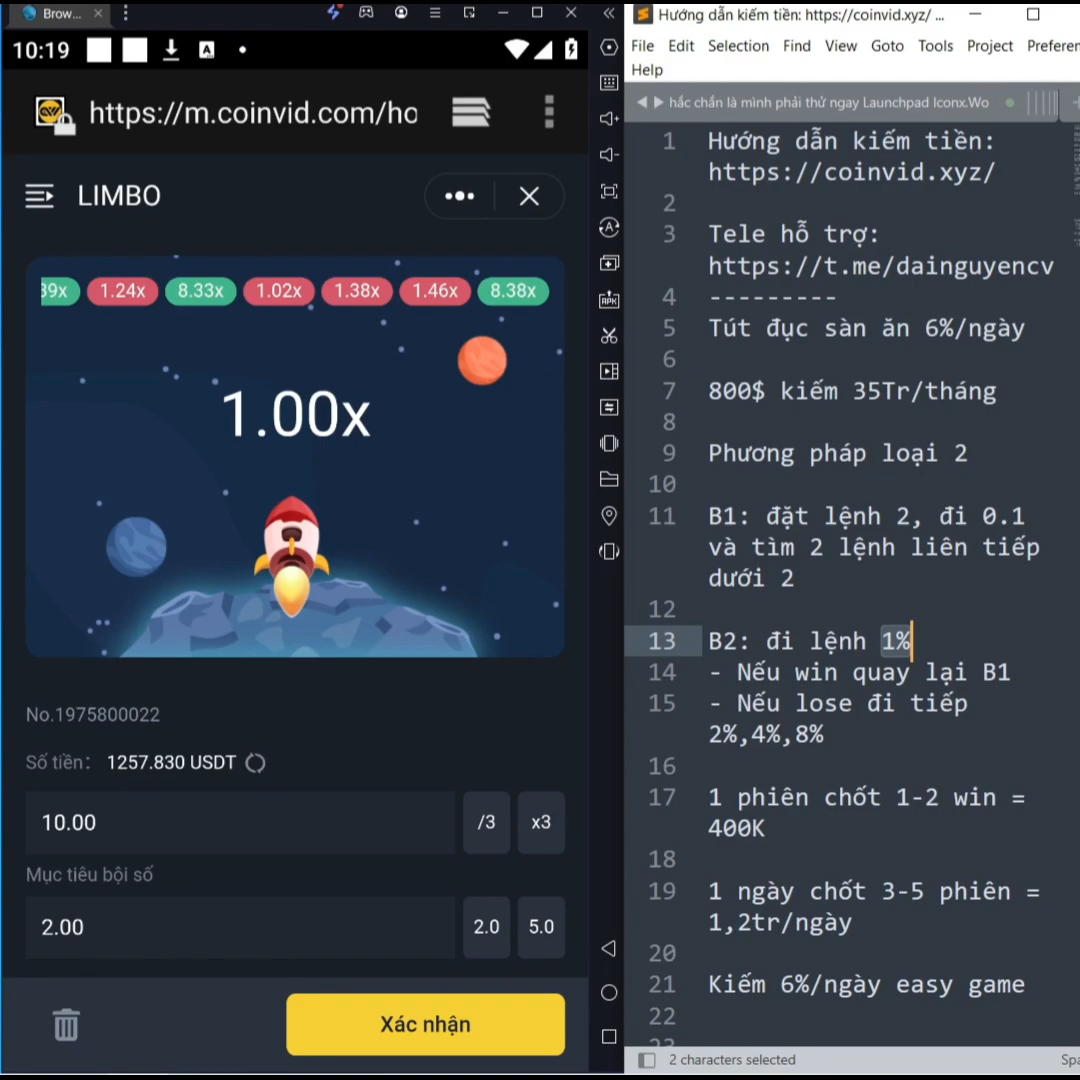 Brow...
10:19
A
https://m.coinvid.com/ho
LIMBO
39x 1.24x 8.33x 1.02x 1.38x 1.46x 8.38x
1.00x
No.1975800022
Số tiền: 1257.830 USDT
10.00 /3 x3
Mục tiêu bội số
2.00 2.0 5.0
Xác nhận
APK
Hướng dẫn kiếm tiền: https://coinvid.xyz/ ...
File Edit Selection Find View Goto Tools Project Preferen
Help
hắc chắn là mình phải thử ngay Launchpad Iconx.Wo
1 Hướng dẫn kiếm tiền:
https://coinvid.xyz/
2
3 Tele hỗ trợ:
https://t.me/dainguyencv
4 ---------
5 Tút đục sàn ăn 6%/ngày
6
7 800$ kiếm 35Tr/tháng
8
9 Phương pháp loại 2
10
11 B1: đặt lệnh 2, đi 0.1
và tìm 2 lệnh liên tiếp
dưới 2
12
13 B2: đi lệnh 1%
14 - Nếu win quay lại B1
15 - Nếu lose đi tiếp
2%,4%,8%
16
17 1 phiên chốt 1-2 win =
400K
18
19 1 ngày chốt 3-5 phiên =
1,2tr/ngày
20
21 Kiếm 6%/ngày easy game
22
23
2 characters selected
Spa